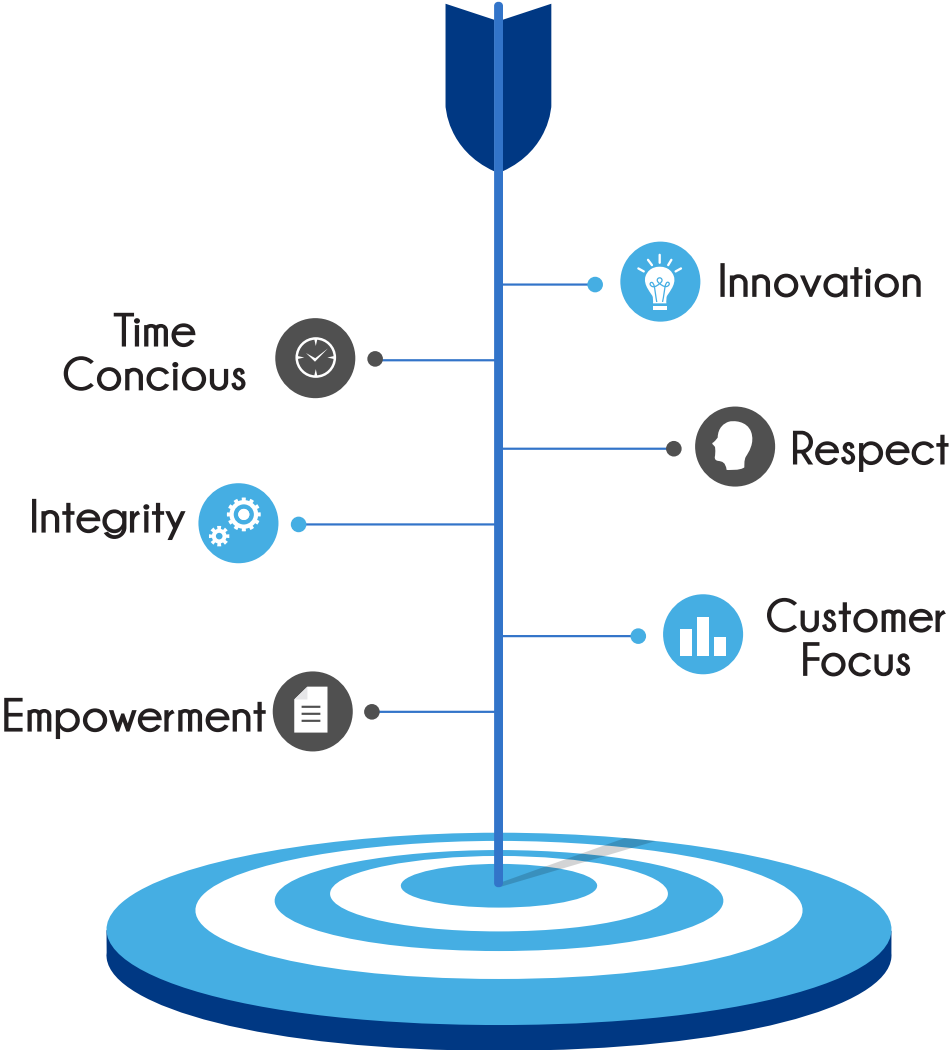 Innovation
Time
Concious
Respect
Integrity
Customer
Focus
Empowerment